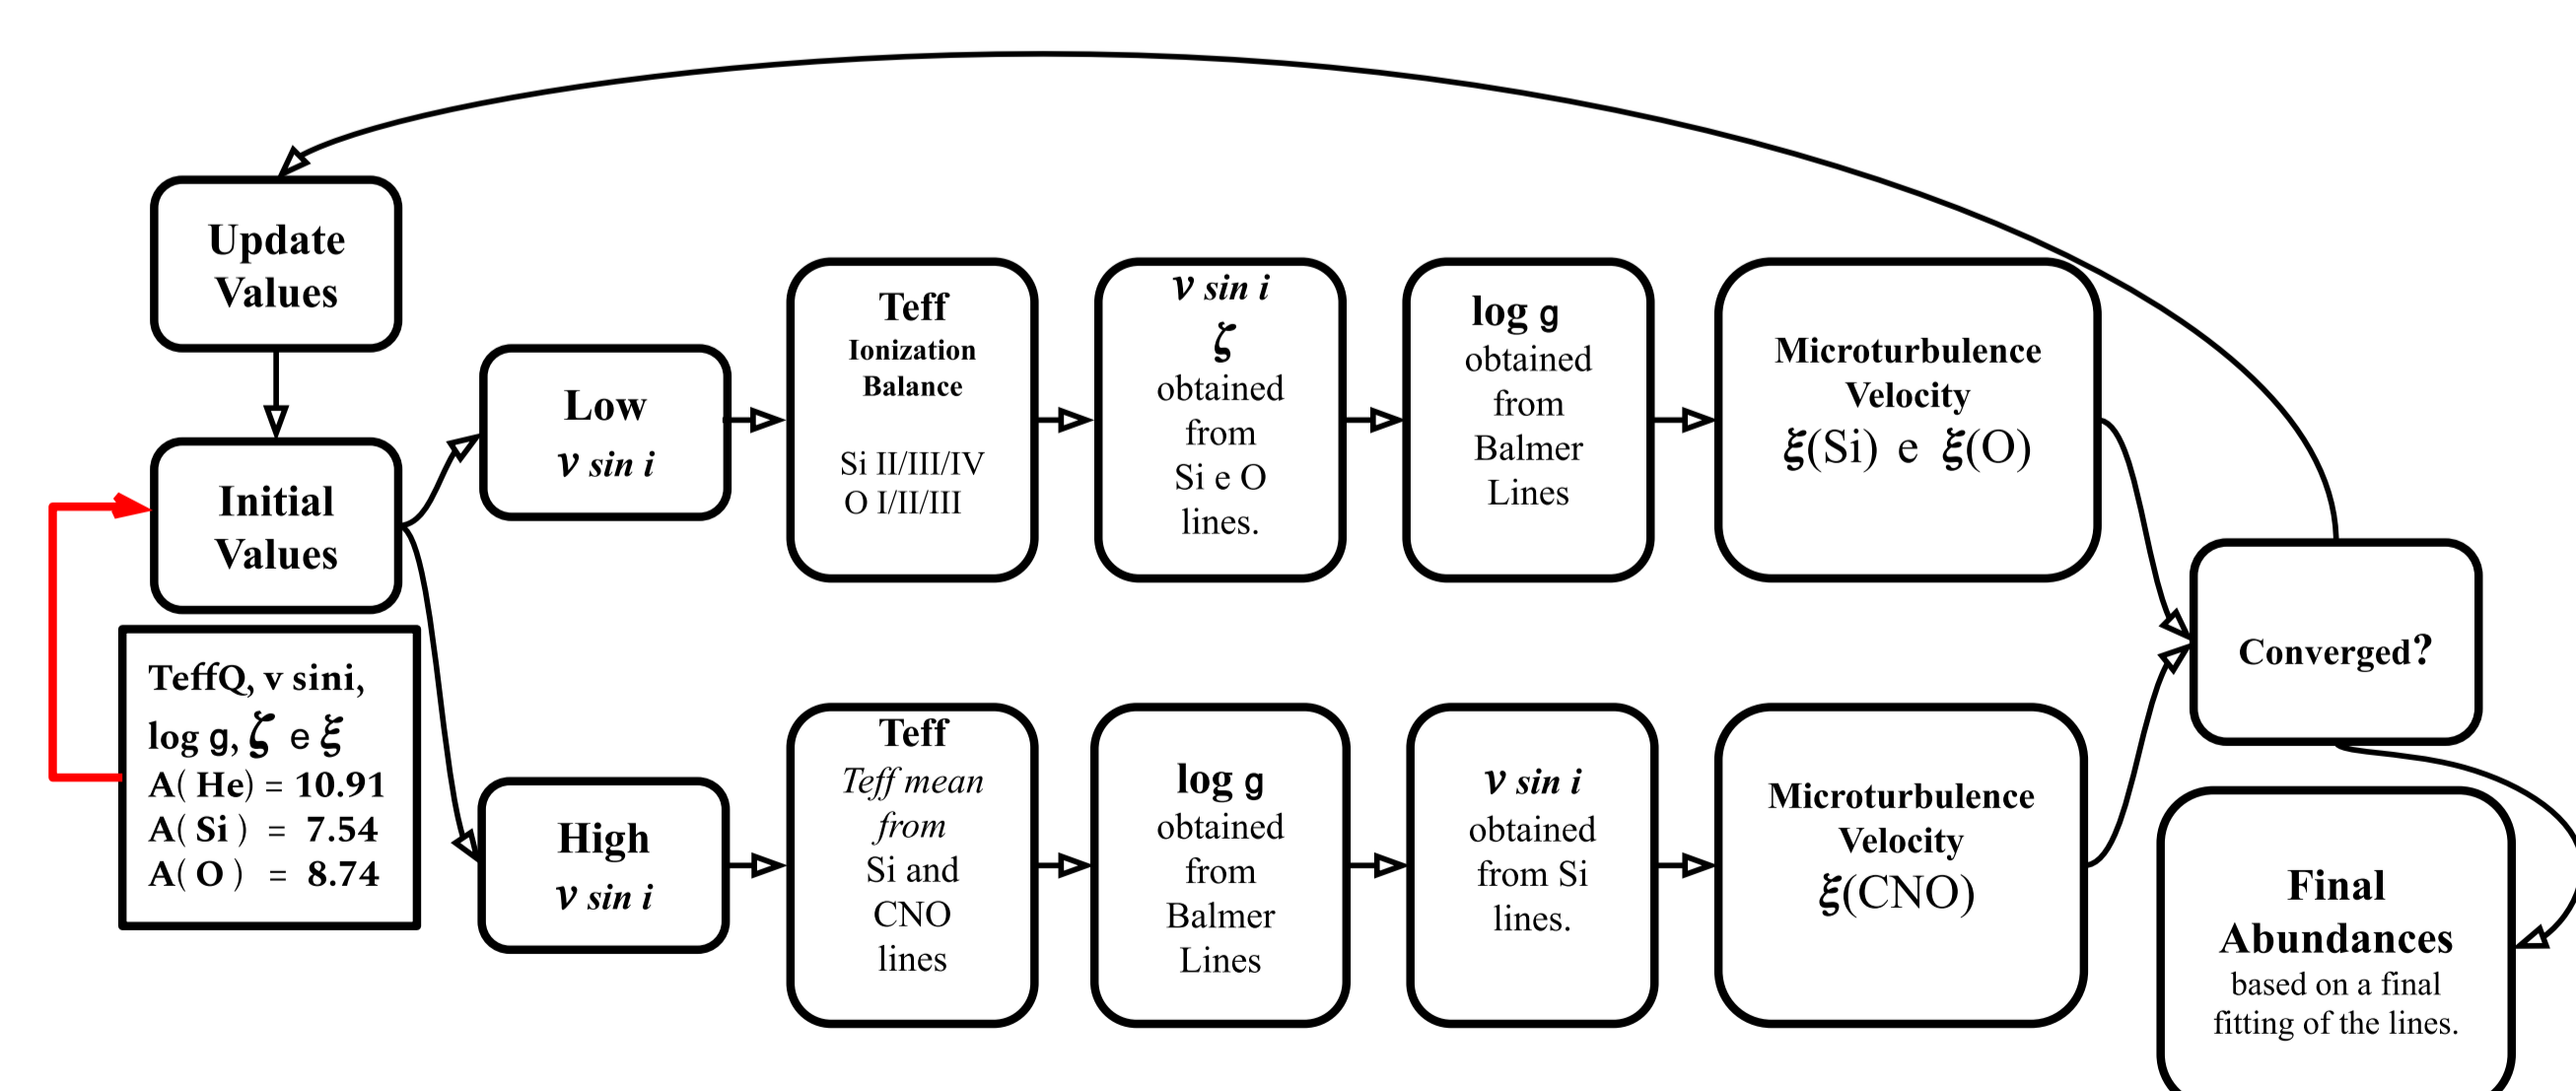 Update
Values
Initial
Values
TeffQ, v sini,
log g, ζ e ξ
A( He) = 10.91
A( Si ) = 7.54
A( O ) = 8.74
Low
v sin i
Teff
Ionization
Balance
Si II/III/IV
O I/II/III
v sin i
ζ
obtained
from
Si e O
lines.
log g
obtained
from
Balmer
Lines
Microturbulence
Velocity
ξ(Si) e ξ(O)
High
v sin i
Teff
Teff mean
from
Si and
CNO
lines
log g
obtained
from
Balmer
Lines
v sin i
obtained
from Si
lines.
Microturbulence
Velocity
ξ(CNO)
Converged?
Final
Abundances
based on a final
fitting of the lines.